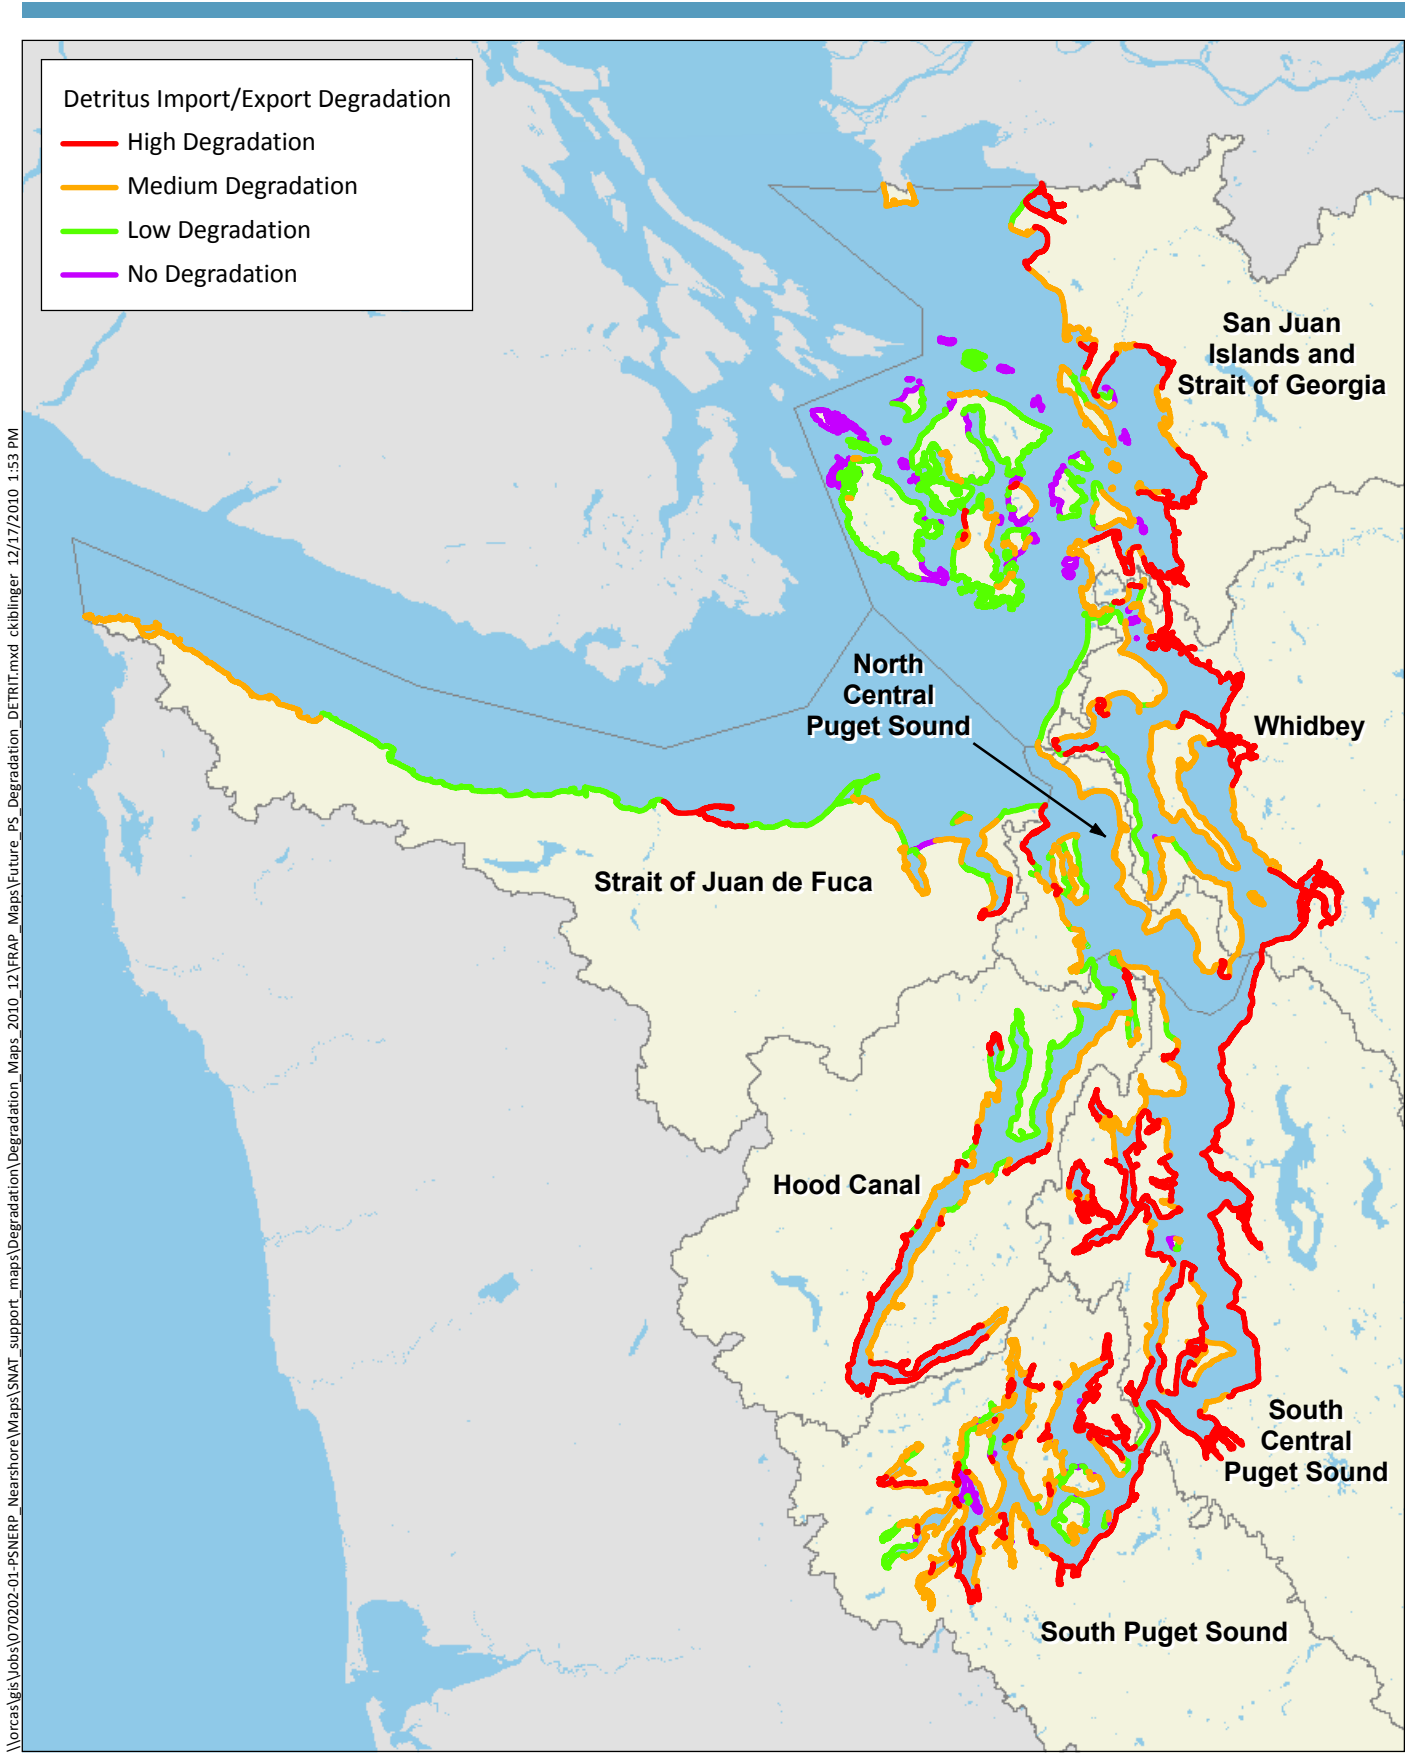 Detritus Import/Export Degradation
High Degradation
Medium Degradation
Low Degradation
No Degradation
San Juan
Islands and
Strait of Georgia
North
Central
Puget Sound
Whidbey
Strait of Juan de Fuca
Hood Canal
South
Central
Puget Sound
South Puget Sound
\\orcas\gis\Jobs\070202-01-PSNERP_Nearshore\Maps\SNAT_support_maps\Degradation\Degradation_Maps_2010_12\FRAP_Maps\Future_PS_Degradation_DETRIT.mxd ckiblinger 12/17/2010 1:53 PM